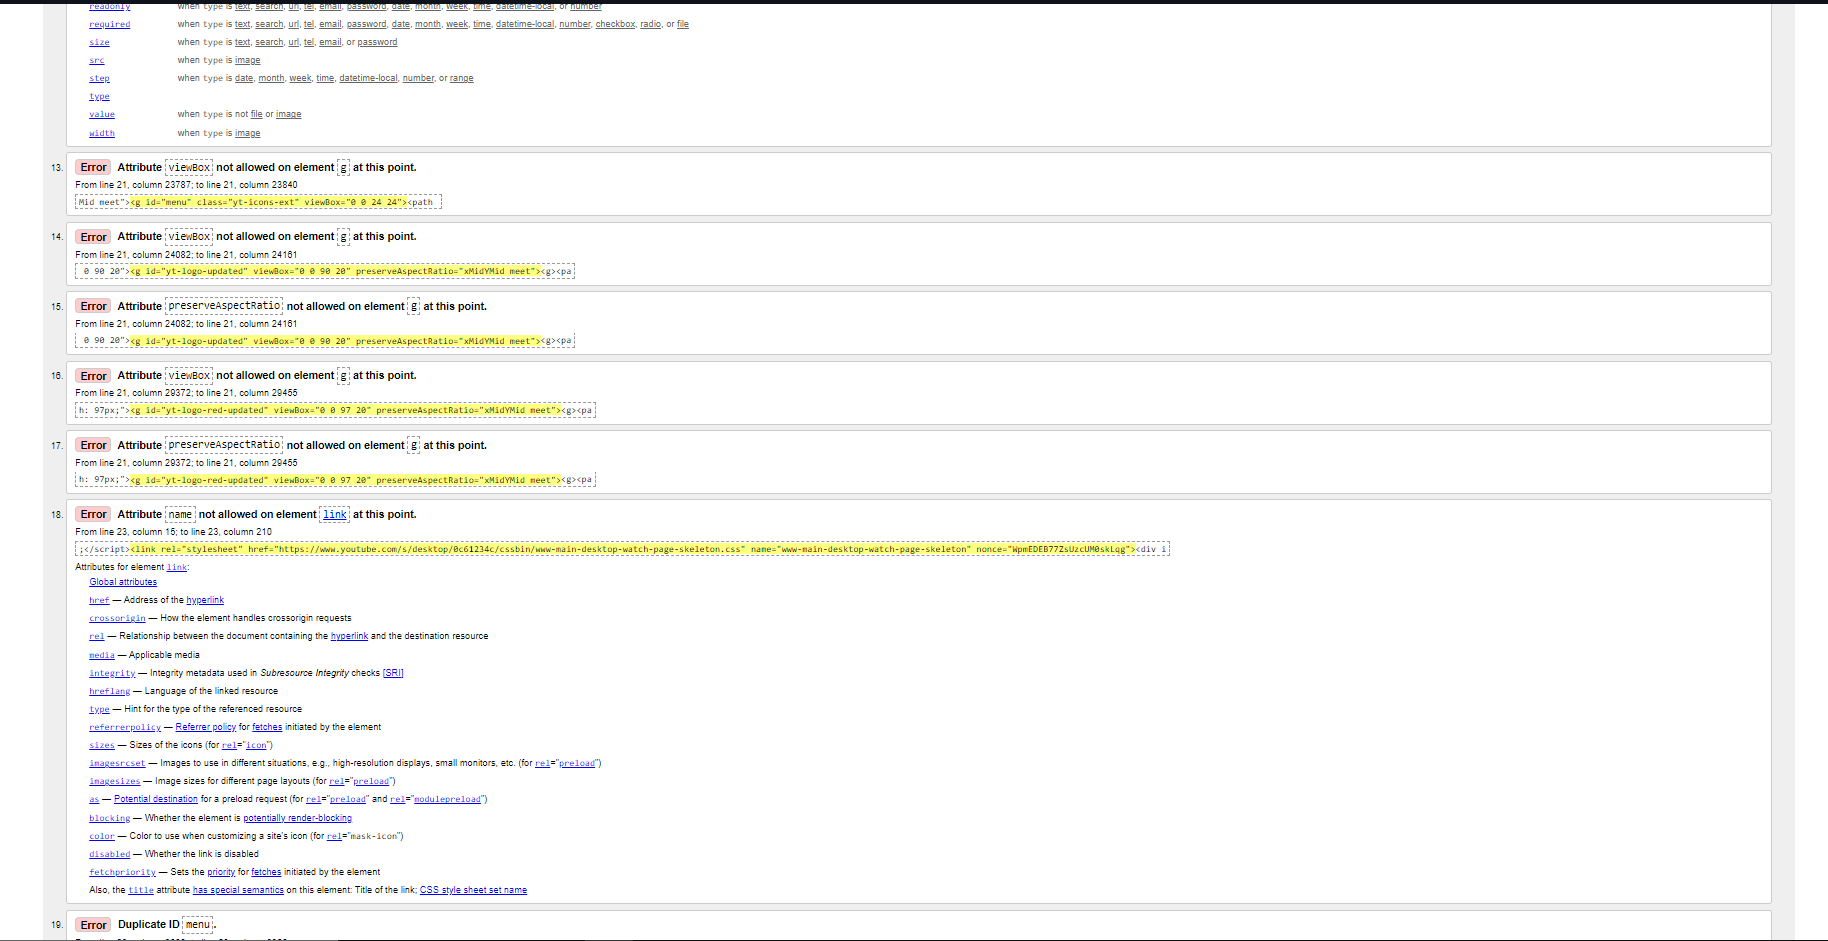 readonly when type is text, search, url, tel, email, password, date, month, week, time, datetime-local, or number
required when type is text, search, url, tel, email, password, date, month, week, time, datetime-local, number, checkbox, radio, or file
size when type is text, search, url, tel, email, or password
src when type is image
step when type is date, month, week, time, datetime-local, number, or range
type
value when type is not file or image
width when type is image
13. Error Attribute viewBox not allowed on element g at this point.
From line 21, column 23787; to line 21, column 23840
Mid meet"><g id="menu" class="yt-icons-ext" viewBox="0 0 24 24"><path
14. Error Attribute viewBox not allowed on element g at this point.
From line 21, column 24082; to line 21, column 24161
0 90 20"><g id="yt-logo-updated" viewBox="0 0 90 20" preserveAspectRatio="xMidYMid meet"><g><pa
15. Error Attribute preserveAspectRatio not allowed on element g at this point.
From line 21, column 24082; to line 21, column 24161
0 90 20"><g id="yt-logo-updated" viewBox="0 0 90 20" preserveAspectRatio="xMidYMid meet"><g><pa
16. Error Attribute viewBox not allowed on element g at this point.
From line 21, column 29372; to line 21, column 29455
h: 97px;"><g id="yt-logo-red-updated" viewBox="0 0 97 20" preserveAspectRatio="xMidYMid meet"><g><pa
17. Error Attribute preserveAspectRatio not allowed on element g at this point.
From line 21, column 29372; to line 21, column 29455
h: 97px;"><g id="yt-logo-red-updated" viewBox="0 0 97 20" preserveAspectRatio="xMidYMid meet"><g><pa
18. Error Attribute name not allowed on element link at this point.
From line 23, column 15; to line 23, column 210
;</script><link rel="stylesheet" href="https://www.youtube.com/s/desktop/0c61234c/cssbin/www-main-desktop-watch-page-skeleton.css" name="www-main-desktop-watch-page-skeleton" nonce="WpmEDEB77ZsUzcUM0skLqg"><div i
Attributes for element link:
Global attributes
href — Address of the hyperlink
crossorigin — How the element handles crossorigin requests
rel — Relationship between the document containing the hyperlink and the destination resource
media — Applicable media
integrity — Integrity metadata used in Subresource Integrity checks [SRI]
hreflang — Language of the linked resource
type — Hint for the type of the referenced resource
referrerpolicy — Referrer policy for fetches initiated by the element
sizes — Sizes of the icons (for rel="icon")
imagesrcset — Images to use in different situations, e.g., high-resolution displays, small monitors, etc. (for rel="preload")
imagesizes — Image sizes for different page layouts (for rel="preload")
as — Potential destination for a preload request (for rel="preload" and rel="modulepreload")
blocking — Whether the element is potentially render-blocking
color — Color to use when customizing a site's icon (for rel="mask-icon")
disabled — Whether the link is disabled
fetchpriority — Sets the priority for fetches initiated by the element
Also, the title attribute has special semantics on this element: Title of the link; CSS style sheet set name
19. Error Duplicate ID menu.